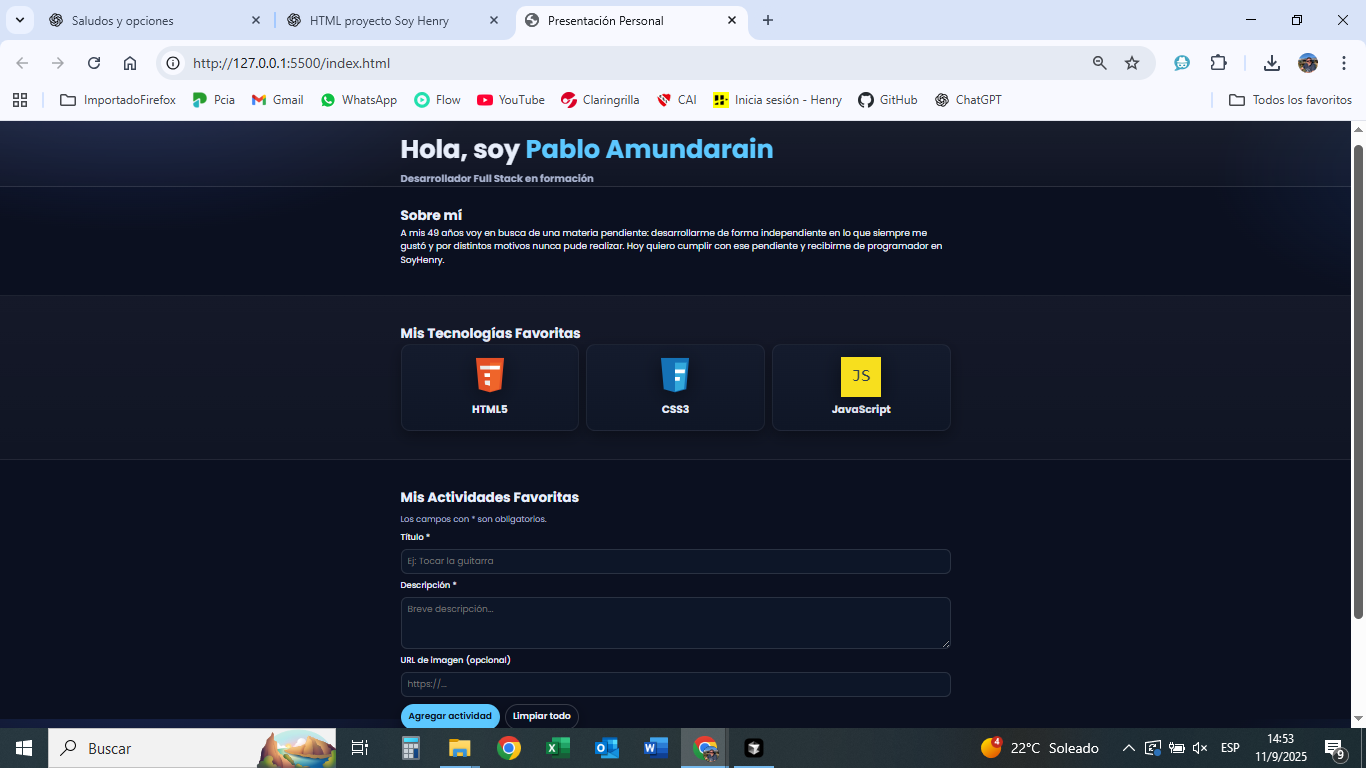 Saludos y opciones
HTML proyecto Soy Henry
Presentación Personal
http://127.0.0.1:5500/index.html
ImportadoFirefox
Pcia
Gmail
WhatsApp
Flow
YouTube
Claringrilla
CAI
Inicia sesión - Henry
GitHub
ChatGPT
Todos los favoritos
Hola, soy Pablo Amundarain
Desarrollador Full Stack en formación
Sobre mí
A mis 49 años voy en busca de una materia pendiente: desarrollarme de forma independiente en lo que siempre me
gustó y por distintos motivos nunca pude realizar. Hoy quiero cumplir con ese pendiente y recibirme de programador en
SoyHenry.
Mis Tecnologías Favoritas
JS
HTML5
CSS3
JavaScript
Mis Actividades Favoritas
Los campos con * son obligatorios.
Título *
Ej: Tocar la guitarra
Descripción *
Breve descripción...
URL de imagen (opcional)
https://...
Agregar actividad
Limpiar todo
Buscar
4
22°C Soleado
ESP
14:53
11/9/2025
9